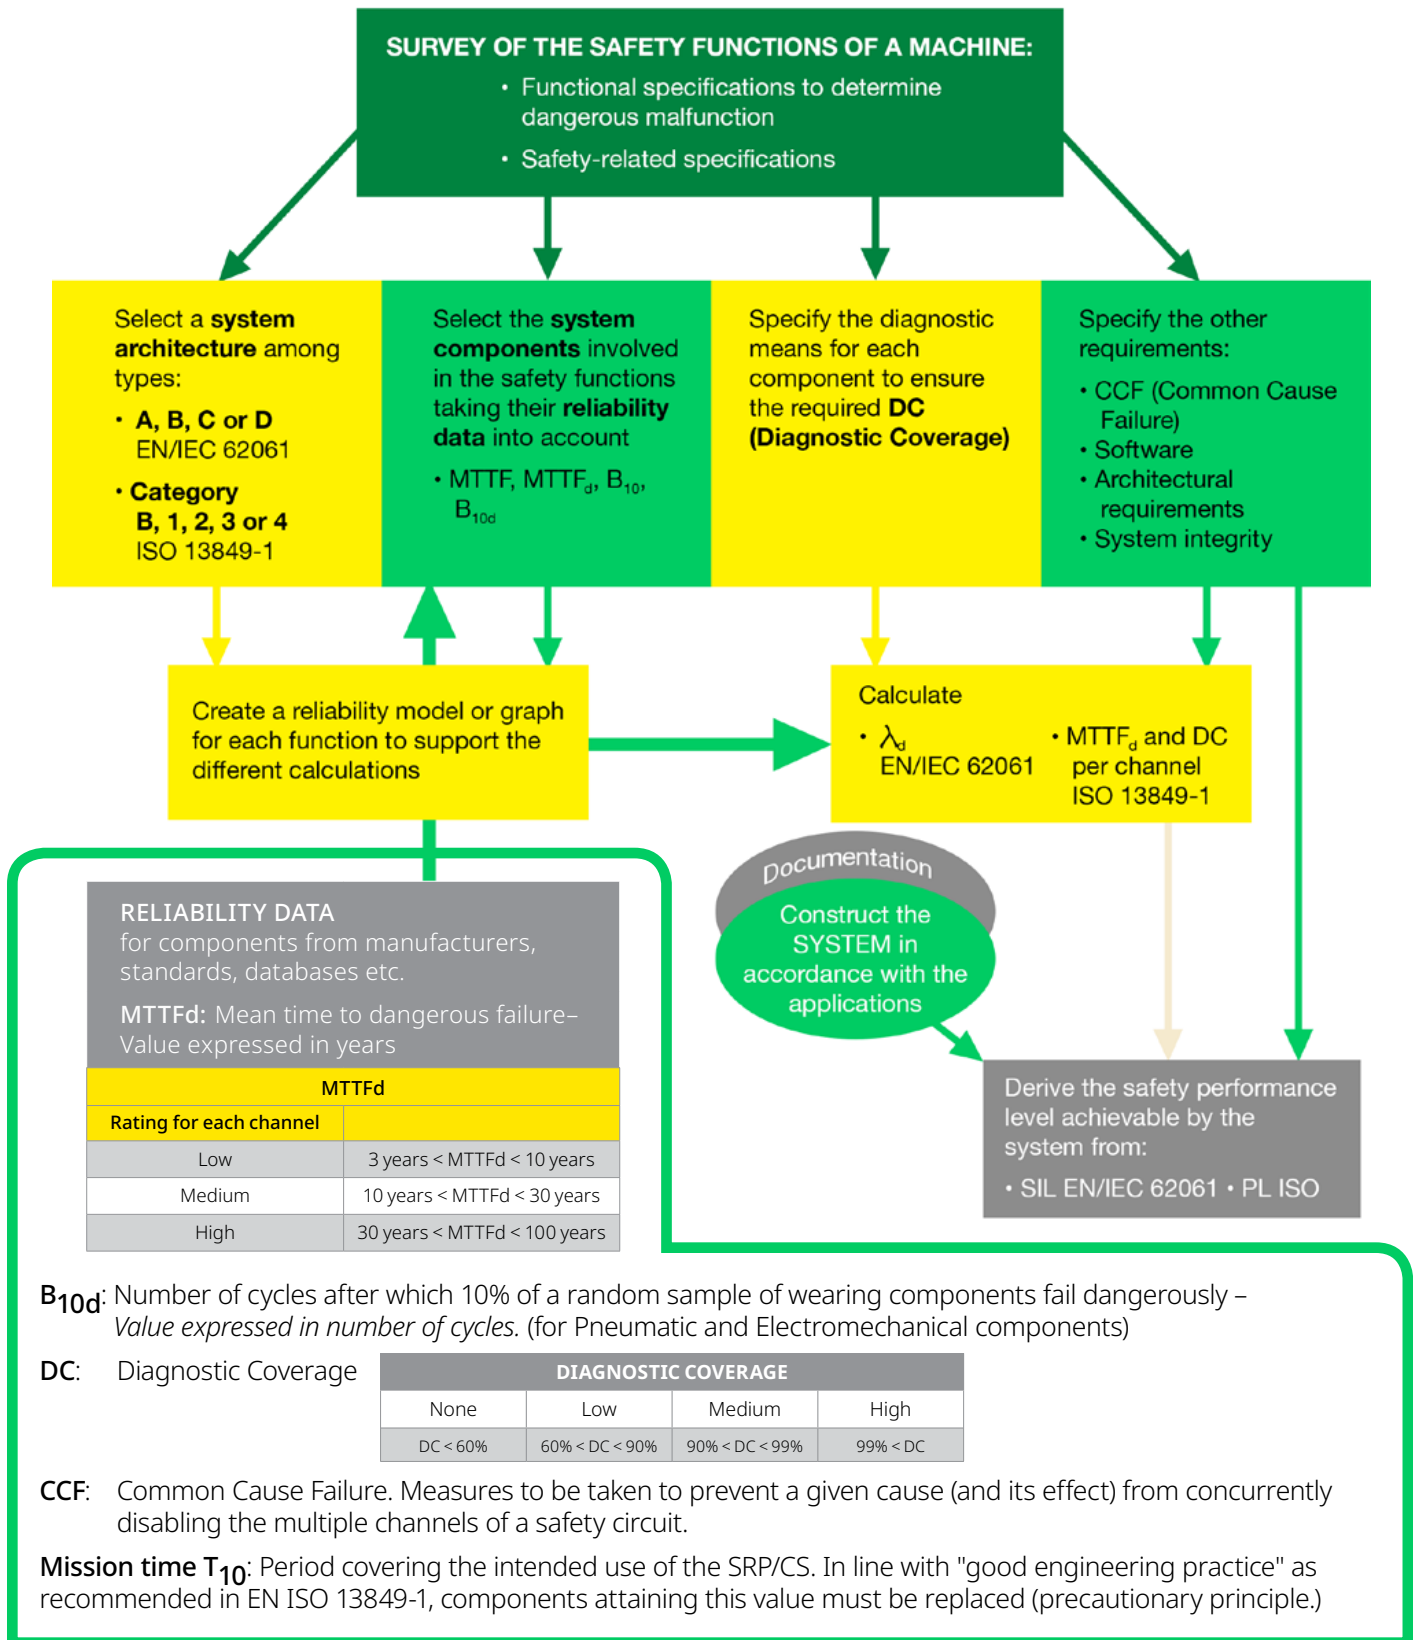 SURVEY OF THE SAFETY FUNCTIONS OF A MACHINE:
• Functional specifications to determine
dangerous malfunction
• Safety-related specifications
Select a system
architecture among
types:
• A, B, C or D
EN/IEC 62061
• Category
B, 1, 2, 3 or 4
ISO 13849-1
Select the system
components involved
in the safety functions
taking their reliability
data into account
• MTTF, MTTFd, B10,
B10d
Specify the diagnostic
means for each
component to ensure
the required DC
(Diagnostic Coverage)
Specify the other
requirements:
• CCF (Common Cause
Failure)
• Software
• Architectural
requirements
• System integrity
Create a reliability model or graph
for each function to support the
different calculations
Calculate
• λd
EN/IEC 62061
• MTTFd and DC
per channel
ISO 13849-1
Documentation
Construct the
SYSTEM in
accordance with the
applications
Derive the safety performance
level achievable by the
system from:
• SIL EN/IEC 62061 • PL ISO
RELIABILITY DATA
for components from manufacturers,
standards, databases etc.
MTTFd: Mean time to dangerous failure–
Value expressed in years
MTTFd
Rating for each channel
Low 3 years < MTTFd < 10 years
Medium 10 years < MTTFd < 30 years
High 30 years < MTTFd < 100 years
B10d: Number of cycles after which 10% of a random sample of wearing components fail dangerously –
Value expressed in number of cycles. (for Pneumatic and Electromechanical components)
DC: Diagnostic Coverage
DIAGNOSTIC COVERAGE
None Low Medium High
DC < 60% 60% < DC < 90% 90% < DC < 99% 99% < DC
CCF: Common Cause Failure. Measures to be taken to prevent a given cause (and its effect) from concurrently
disabling the multiple channels of a safety circuit.
Mission time T10: Period covering the intended use of the SRP/CS. In line with "good engineering practice" as
recommended in EN ISO 13849-1, components attaining this value must be replaced (precautionary principle.)